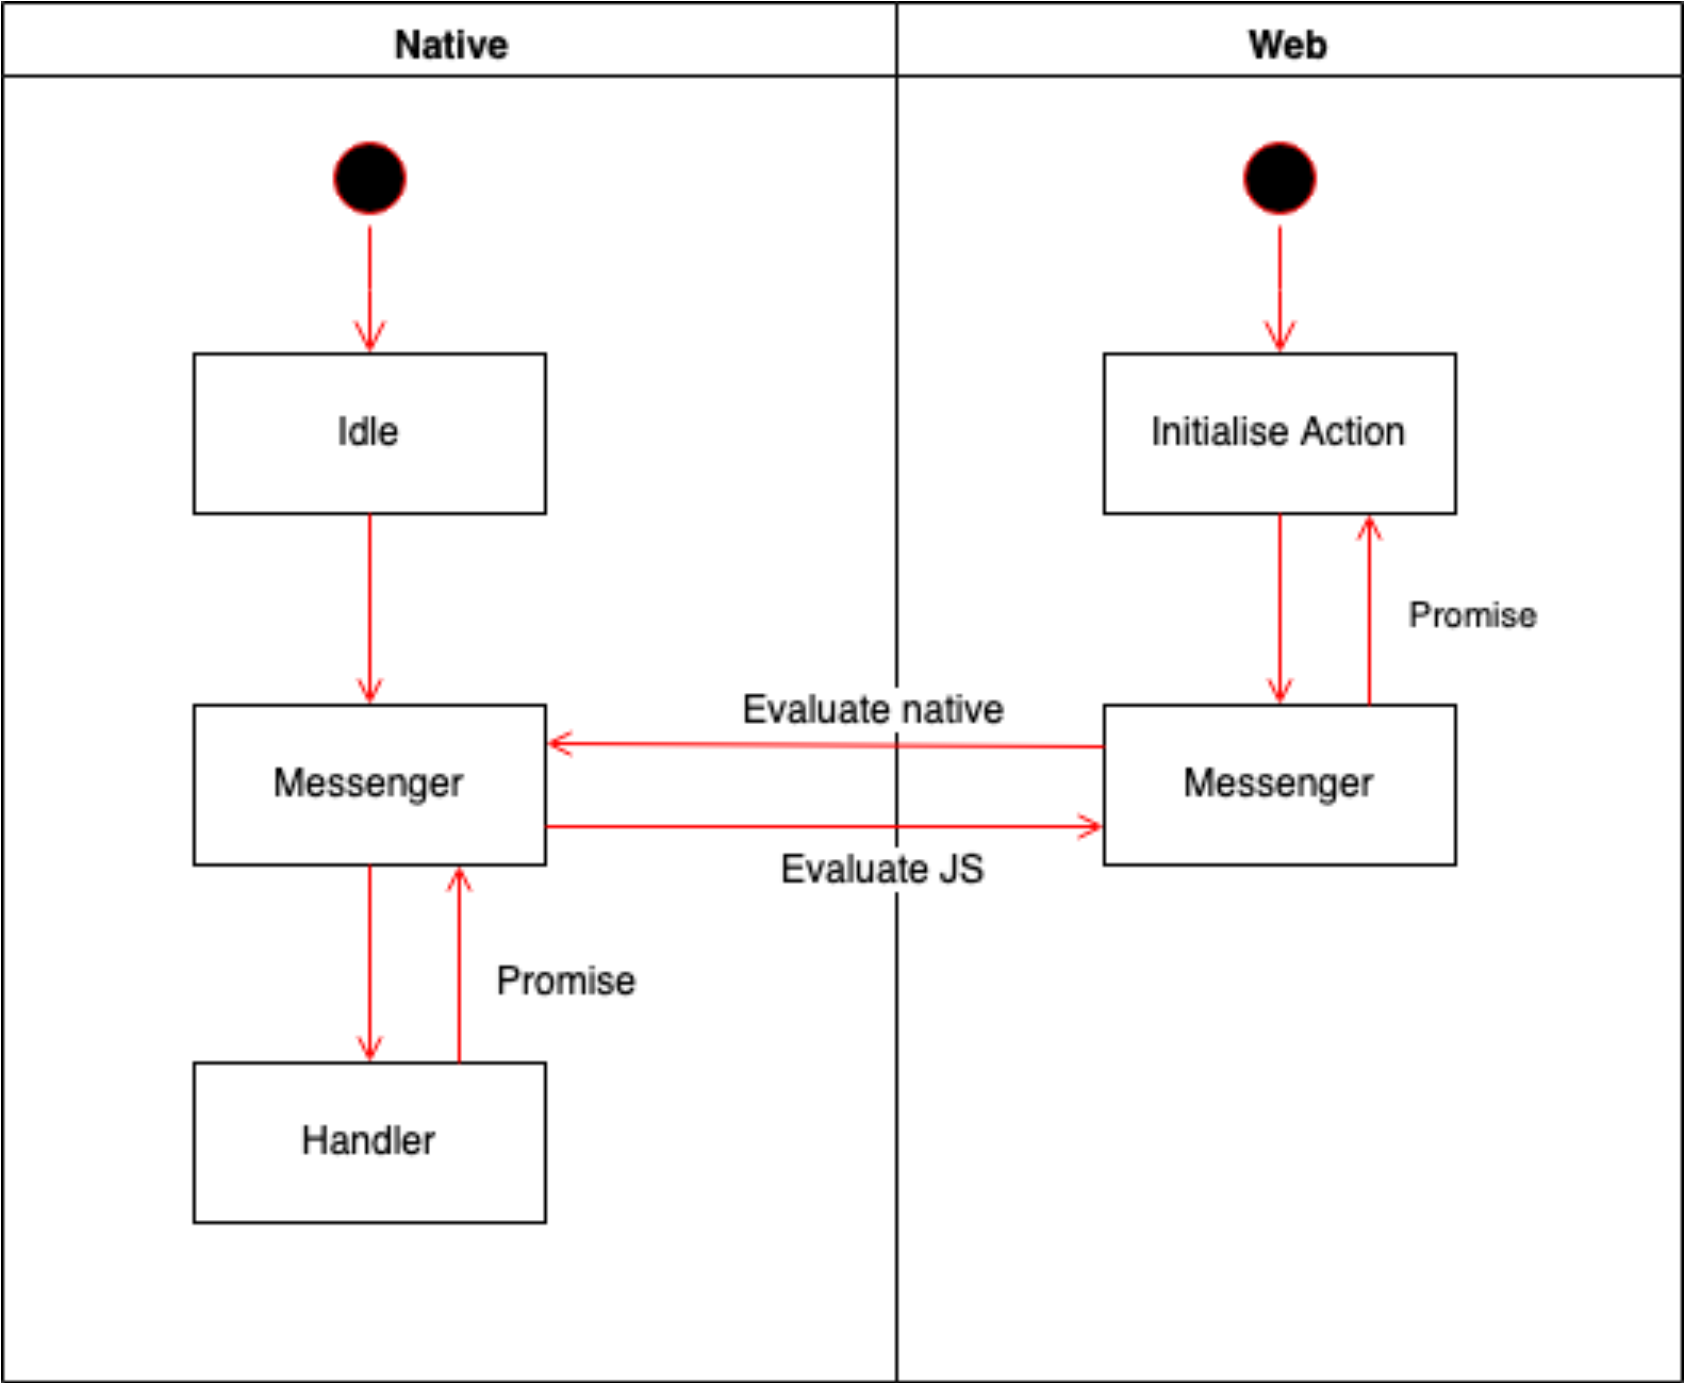 Native
Web
Idle
Initialise Action
Promise
Evaluate native
Messenger
Messenger
Evaluate JS
Promise
Handler